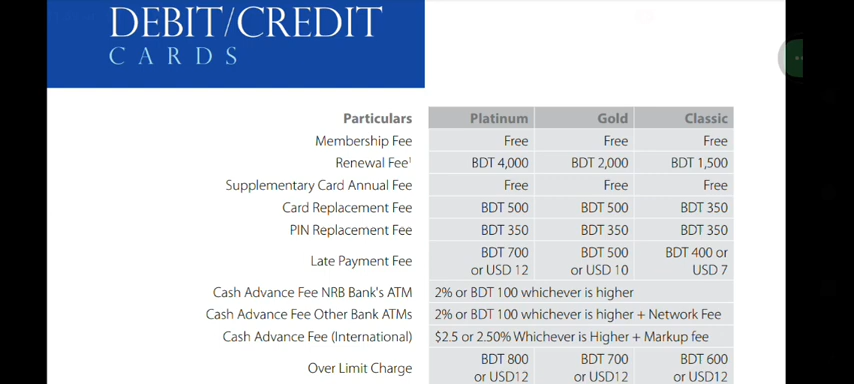 DEBIT/CREDIT
CARDS
Particulars Platinum Gold Classic
Membership Fee Free Free Free
Renewal Fee¹ BDT 4,000 BDT 2,000 BDT 1,500
Supplementary Card Annual Fee Free Free Free
Card Replacement Fee BDT 500 BDT 500 BDT 350
PIN Replacement Fee BDT 350 BDT 350 BDT 350
Late Payment Fee BDT 700 BDT 500 BDT 400 or
or USD 12 or USD 10 USD 7
Cash Advance Fee NRB Bank's ATM 2% or BDT 100 whichever is higher
Cash Advance Fee Other Bank ATMs 2% or BDT 100 whichever is higher + Network Fee
Cash Advance Fee (International) $2.5 or 2.50% Whichever is Higher + Markup fee
Over Limit Charge BDT 800 BDT 700 BDT 600
or USD12 or USD12 or USD12